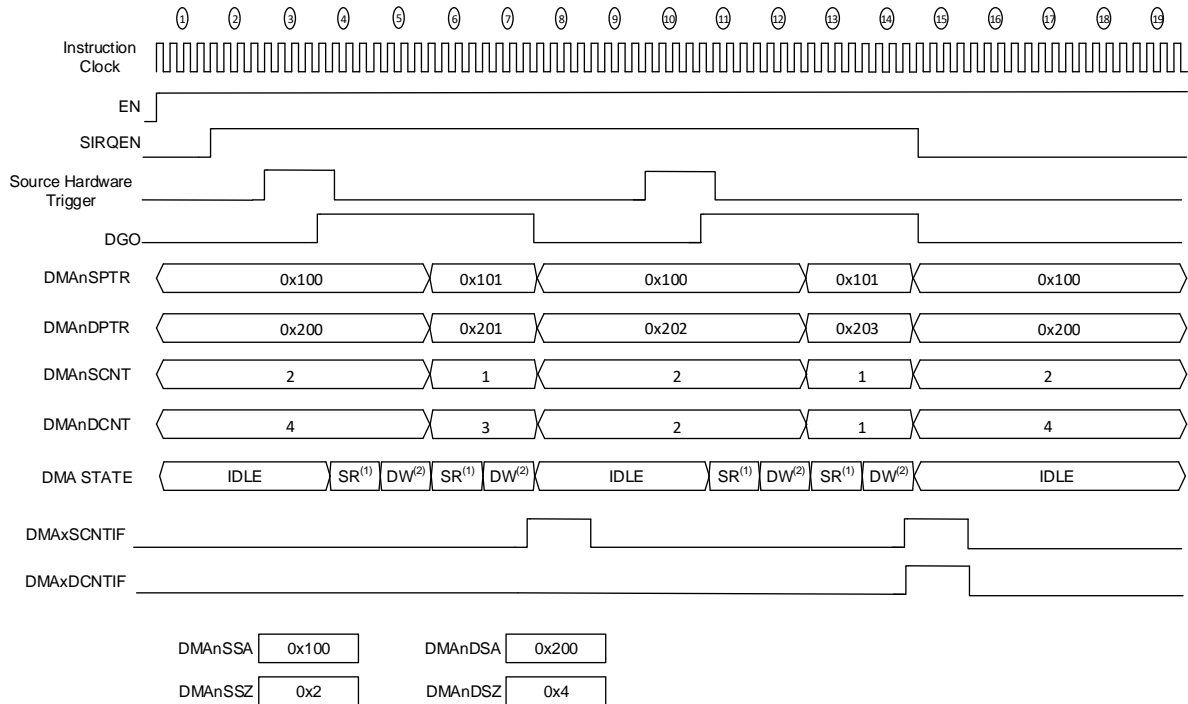 1 2 3 4 5 6 7 8 9 10 11 12 13 14 15 16 17 18 19
Instruction
Clock
EN
SIRQEN
Source Hardware
Trigger
DGO
DMAnSPTR 0x100 0x101 0x100 0x101 0x100
DMAnDPTR 0x200 0x201 0x202 0x203 0x200
DMAnSCNT 2 1 2 1 2
DMAnDCNT 4 3 2 1 4
DMA STATE IDLE SR(1) DW(2) SR(1) DW(2) IDLE SR(1) DW(2) SR(1) DW(2) IDLE
DMAxSCNTIF
DMAxDCNTIF
DMAnSSA 0x100 DMAnDSA 0x200
DMAnSSZ 0x2 DMAnDSZ 0x4